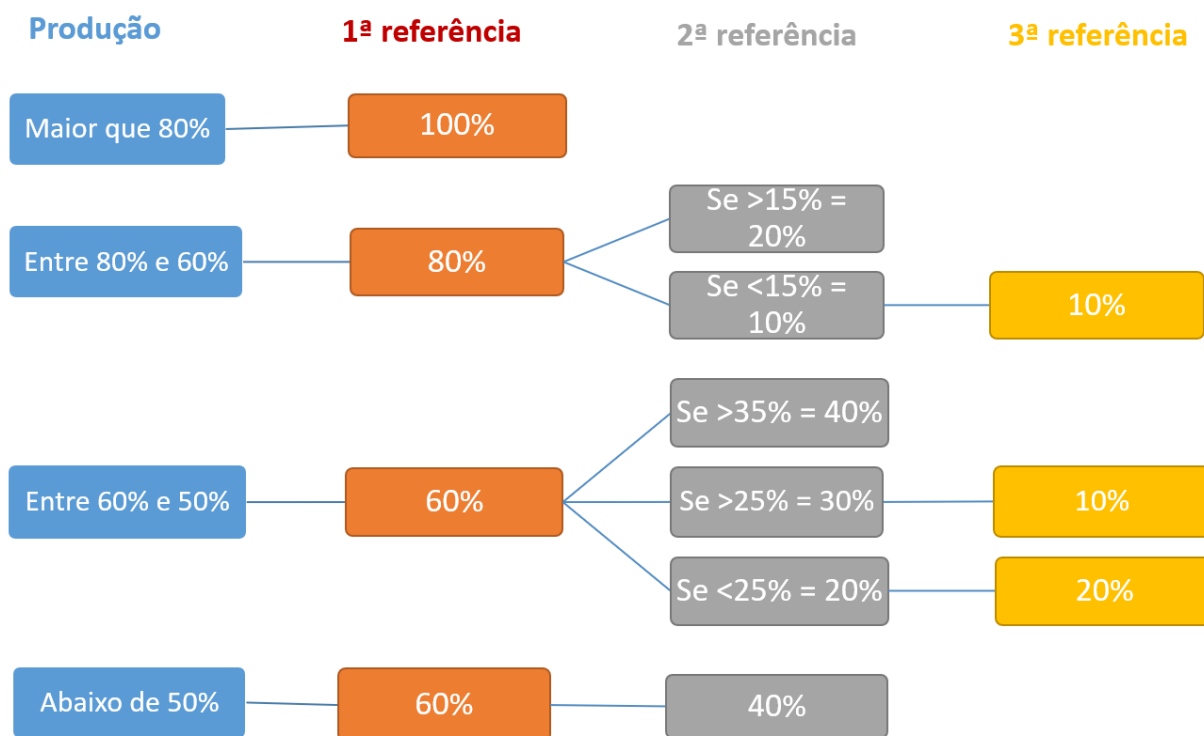 Produção
1ª referência
2ª referência
3ª referência
Maior que 80%
100%
Entre 80% e 60%
80%
Se >15% =
20%
Se <15% =
10%
10%
Entre 60% e 50%
60%
Se >35% = 40%
Se >25% = 30%
10%
Se <25% = 20%
20%
Abaixo de 50%
60%
40%